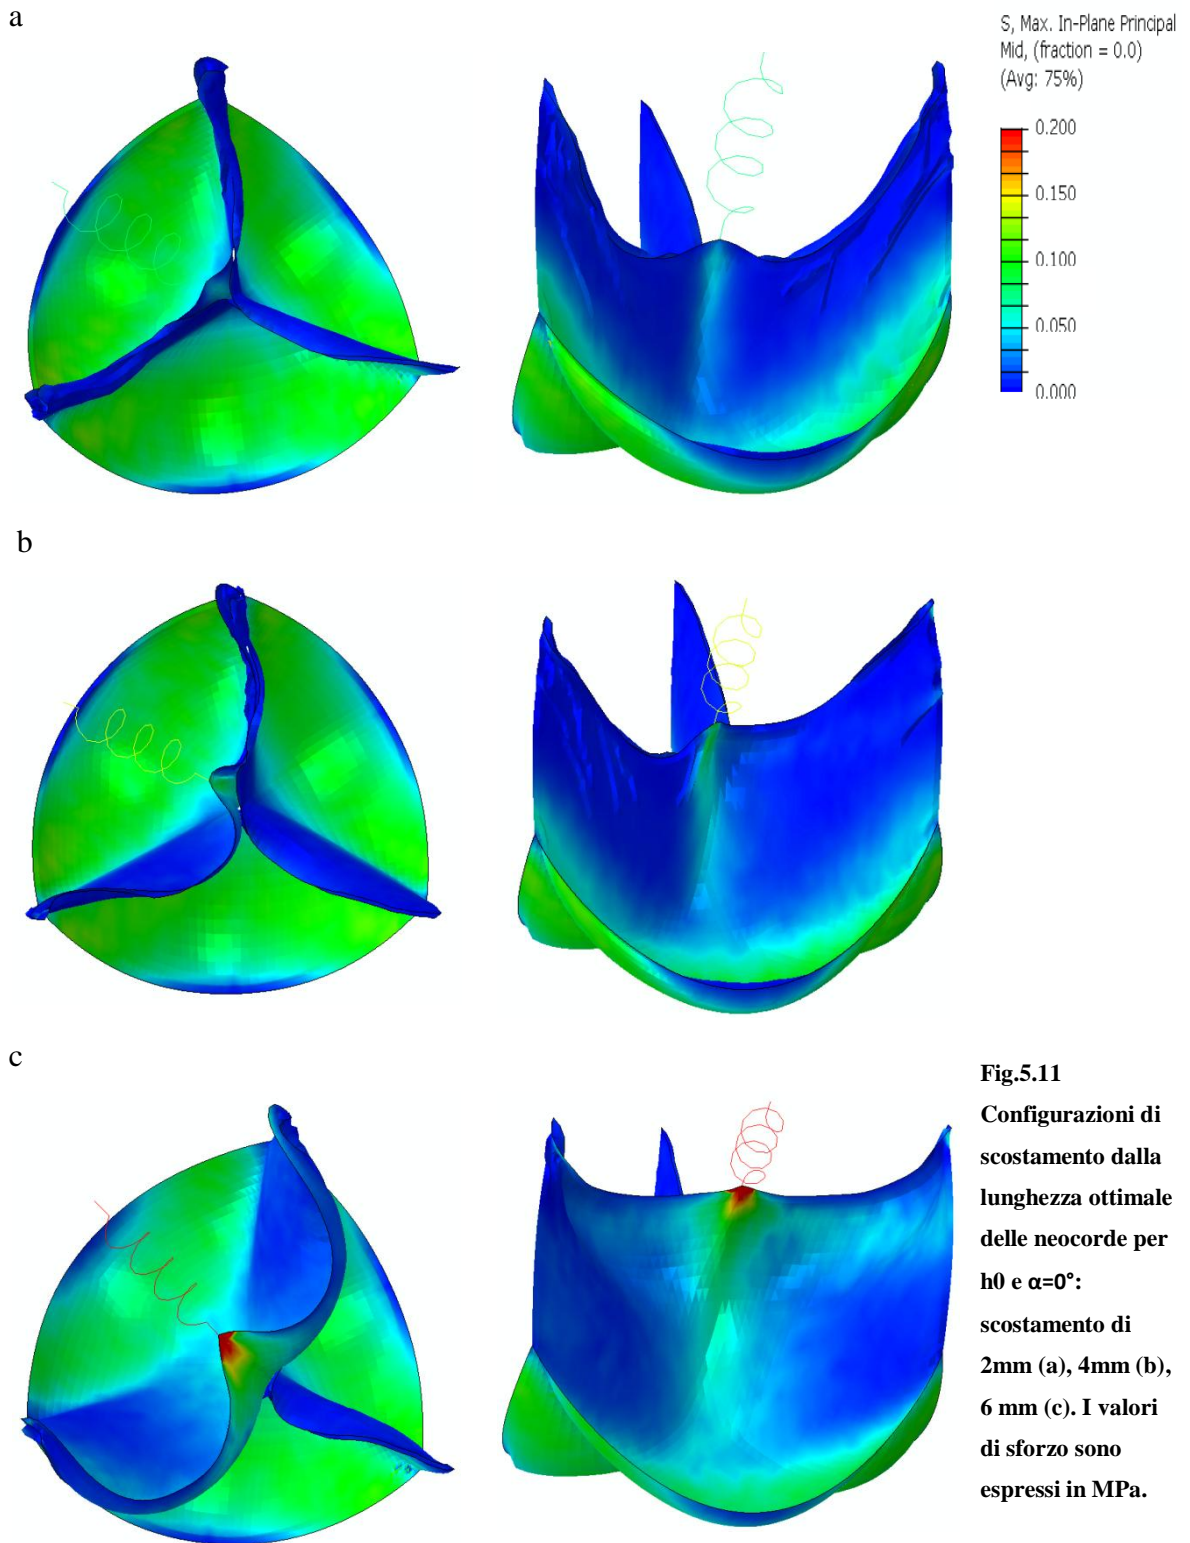 a
S, Max. In-Plane Principal
Mid, (fraction = 0.0)
(Avg: 75%)
0.200
0.150
0.100
0.050
0.000
b
c
Fig.5.11
Configurazioni di
scostamento dalla
lunghezza ottimale
delle neocorde per
h0 e α=0°:
scostamento di
2mm (a), 4mm (b),
6 mm (c). I valori
di sforzo sono
espressi in MPa.